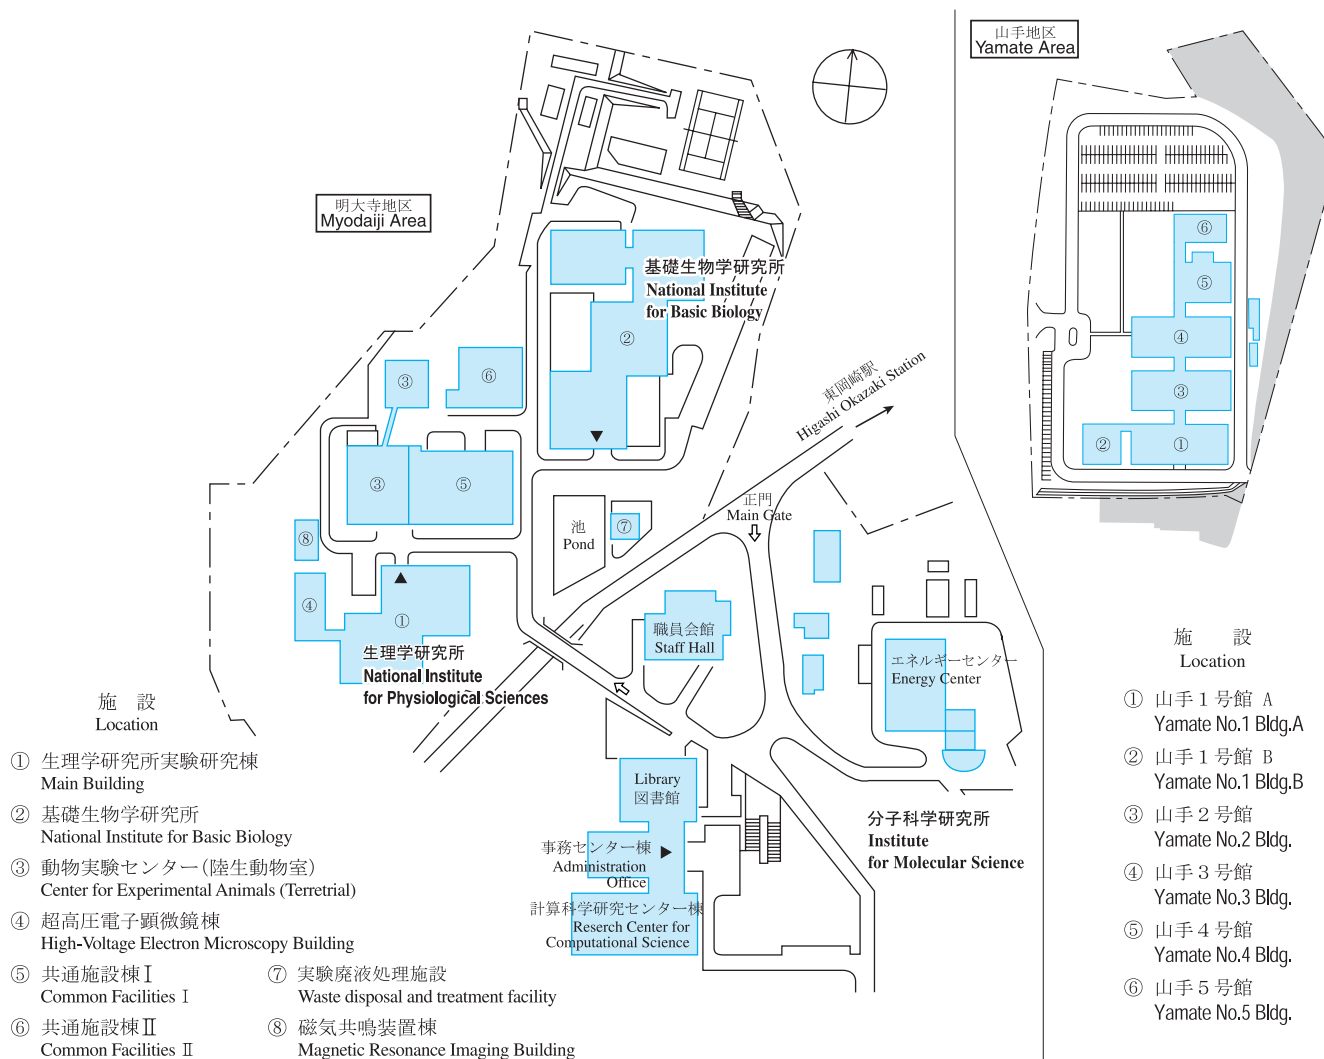 山手地区
Yamate Area
明大寺地区
Myodaiji Area
⑥
⑤
④
③
②
①
基礎生物学研究所
National Institute
for Basic Biology
②
③
⑥
東岡崎駅
Higashi Okazaki Station
③
⑤
正門
Main Gate
池
Pond
⑦
⑧
④
①
職員会館
Staff Hall
エネルギーセンター
Energy Center
生理学研究所
National Institute
for Physiological Sciences
Library
図書館
事務センター棟
Administration
Office
計算科学研究センター棟
Reserch Center for
Computational Science
分子科学研究所
Institute
for Molecular Science
施 設
Location
① 生理学研究所実験研究棟
Main Building
② 基礎生物学研究所
National Institute for Basic Biology
③ 動物実験センター(陸生動物室)
Center for Experimental Animals (Terretrial)
④ 超高圧電子顕微鏡棟
High-Voltage Electron Microscopy Building
⑤ 共通施設棟Ⅰ
Common Facilities Ⅰ
⑥ 共通施設棟Ⅱ
Common Facilities Ⅱ
⑦ 実験廃液処理施設
Waste disposal and treatment facility
⑧ 磁気共鳴装置棟
Magnetic Resonance Imaging Building
施 設
Location
① 山手1号館 A
Yamate No.1 Bldg.A
② 山手1号館 B
Yamate No.1 Bldg.B
③ 山手2号館
Yamate No.2 Bldg.
④ 山手3号館
Yamate No.3 Bldg.
⑤ 山手4号館
Yamate No.4 Bldg.
⑥ 山手5号館
Yamate No.5 Bldg.